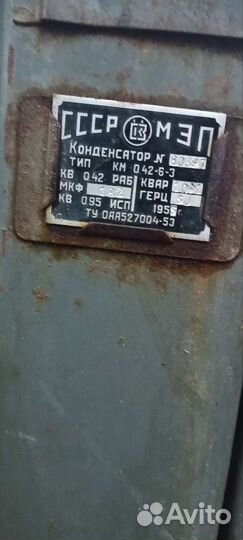 СССР МЭП
КОНДЕНСАТОР N
ТИП КМ 0.42-6-3
КВ 0.42 РАБ КВАР
МКФ ГЕРЦ 50
КВ 0.95 ИСП 195 г.
ТУ ОАА527004-53
Avito